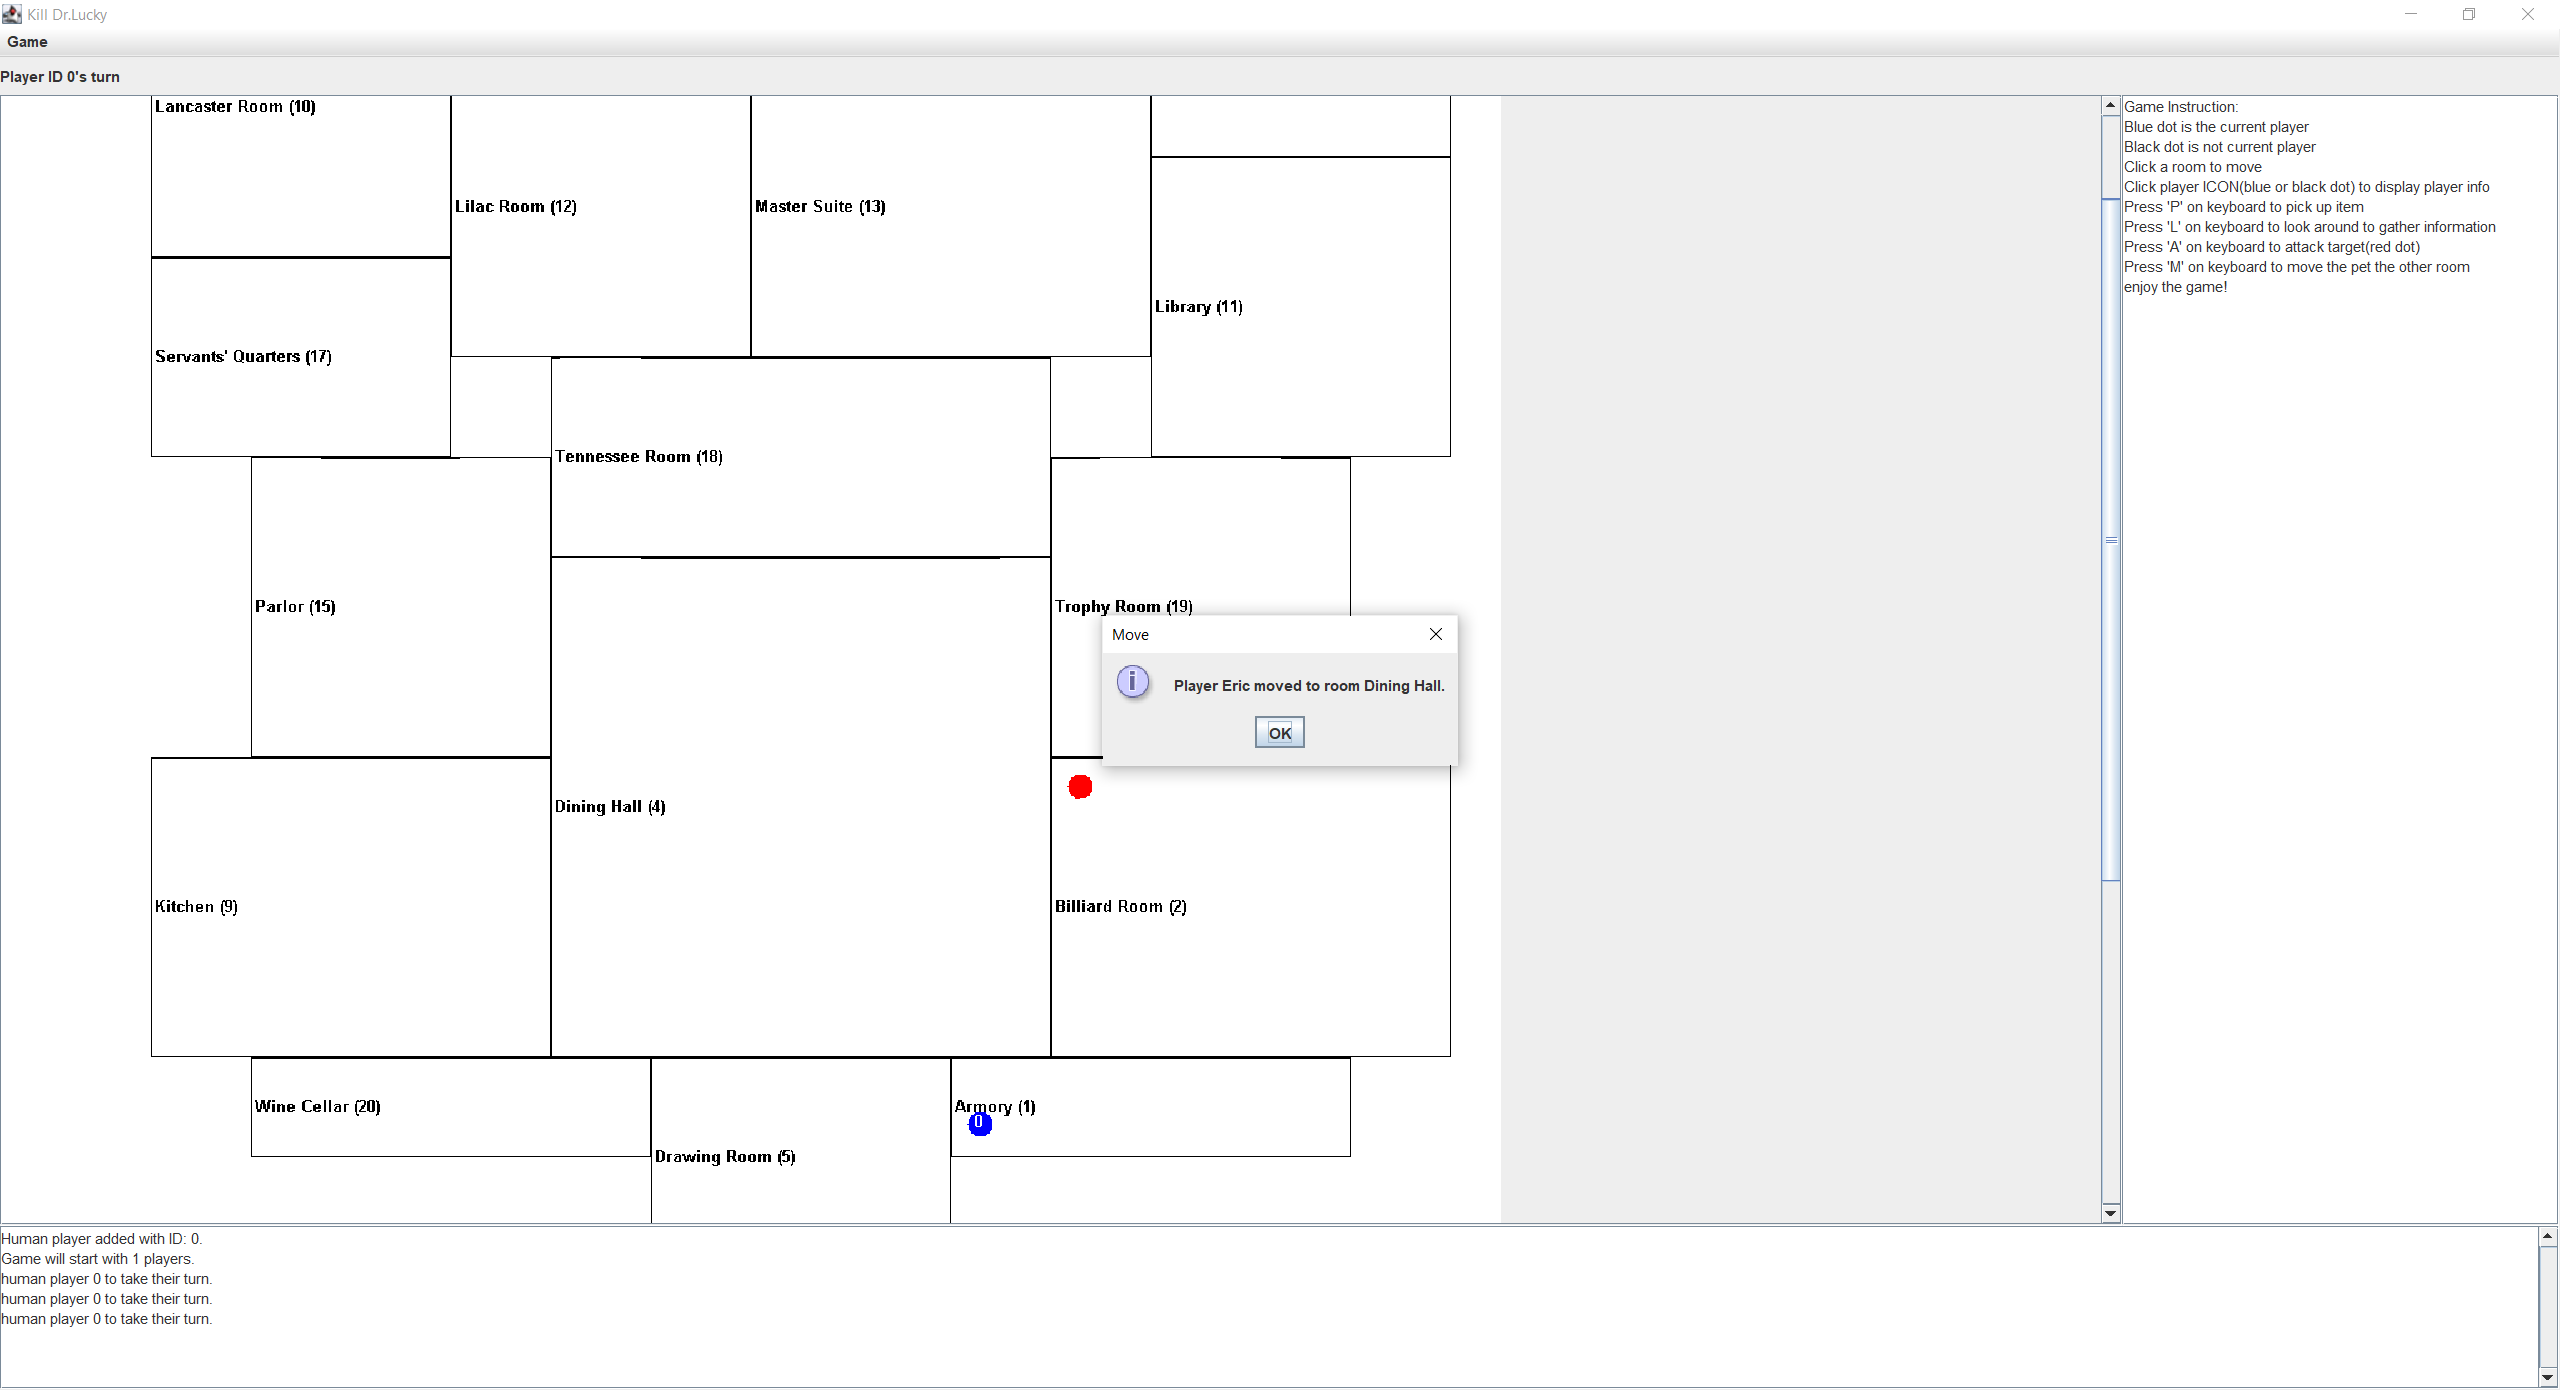 Kill Dr.Lucky
Game
Player ID 0's turn
Lancaster Room (10)
Lilac Room (12)
Master Suite (13)
Library (11)
Servants' Quarters (17)
Tennessee Room (18)
Parlor (15)
Trophy Room (19)
Move
Player Eric moved to room Dining Hall.
OK
Dining Hall (4)
Kitchen (9)
Billiard Room (2)
Wine Cellar (20)
Armory (1)
0
Drawing Room (5)
Game Instruction:
Blue dot is the current player
Black dot is not current player
Click a room to move
Click player ICON(blue or black dot) to display player info
Press 'P' on keyboard to pick up item
Press 'L' on keyboard to look around to gather information
Press 'A' on keyboard to attack target(red dot)
Press 'M' on keyboard to move the pet the other room
enjoy the game!
Human player added with ID: 0.
Game will start with 1 players.
human player 0 to take their turn.
human player 0 to take their turn.
human player 0 to take their turn.